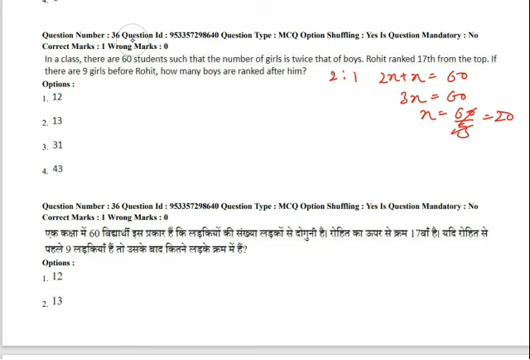 Question Number : 36 Question Id : 953357298640 Question Type : MCQ Option Shuffling : Yes Is Question Mandatory : No
Correct Marks : 1 Wrong Marks : 0
In a class, there are 60 students such that the number of girls is twice that of boys. Rohit ranked 17th from the top. If
there are 9 girls before Rohit, how many boys are ranked after him?
2 : 1 2n + n = 60
Options :
3n = 60
1. 12
n = 60 = 20
2. 13
3. 31
4. 43
Question Number : 36 Question Id : 953357298640 Question Type : MCQ Option Shuffling : Yes Is Question Mandatory : No
Correct Marks : 1 Wrong Marks : 0
एक कक्षा में 60 विद्यार्थी इस प्रकार हैं कि लड़कियों की संख्या लड़कों से दोगुनी है। रोहित का ऊपर से क्रम 17वाँ है। यदि रोहित से
पहले 9 लड़कियाँ हैं तो उसके बाद कितने लड़के क्रम में हैं?
Options :
1. 12
2. 13